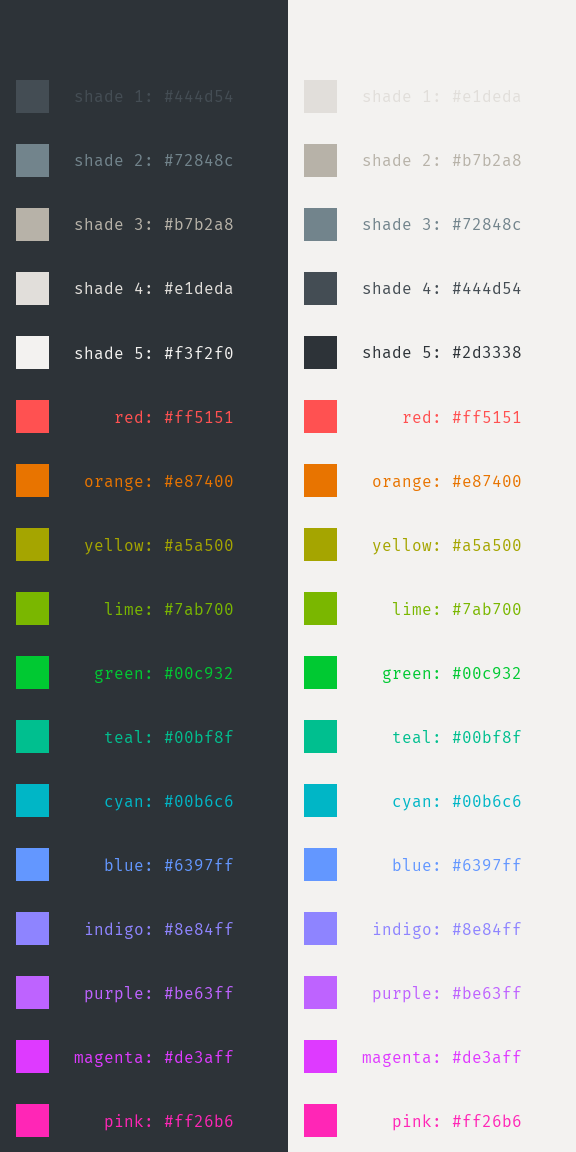 shade 1: #444d54
shade 2: #72848c
shade 3: #b7b2a8
shade 4: #e1deda
shade 5: #f3f2f0
red: #ff5151
orange: #e87400
yellow: #a5a500
lime: #7ab700
green: #00c932
teal: #00bf8f
cyan: #00b6c6
blue: #6397ff
indigo: #8e84ff
purple: #be63ff
magenta: #de3aff
pink: #ff26b6
shade 1: #e1deda
shade 2: #b7b2a8
shade 3: #72848c
shade 4: #444d54
shade 5: #2d3338
red: #ff5151
orange: #e87400
yellow: #a5a500
lime: #7ab700
green: #00c932
teal: #00bf8f
cyan: #00b6c6
blue: #6397ff
indigo: #8e84ff
purple: #be63ff
magenta: #de3aff
pink: #ff26b6